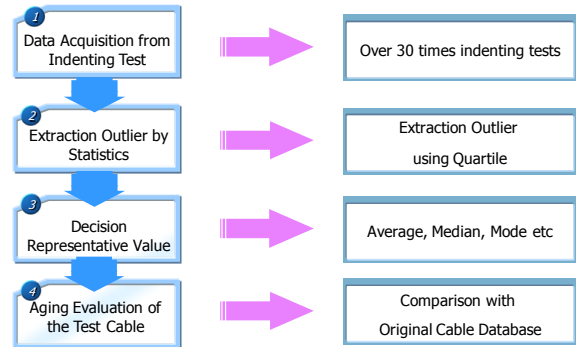 1
Data Acquisition from
Indenting Test
Over 30 times indenting tests
2
Extraction Outlier by
Statistics
Extraction Outlier
using Quartile
3
Decision
Representative Value
Average, Median, Mode etc
4
Aging Evaluation of
the Test Cable
Comparison with
Original Cable Database